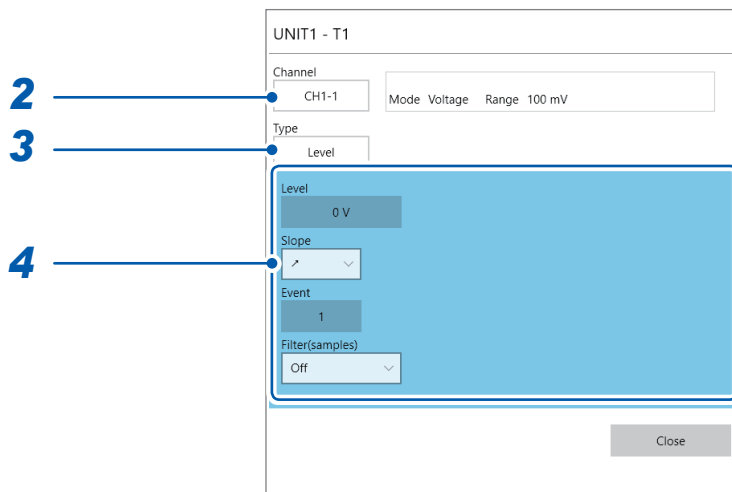 UNIT1 - T1
Channel
2
CH1-1
Mode Voltage Range 100 mV
Type
3
Level
Level
0 V
Slope
4
↗
Event
1
Filter(samples)
Off
Close